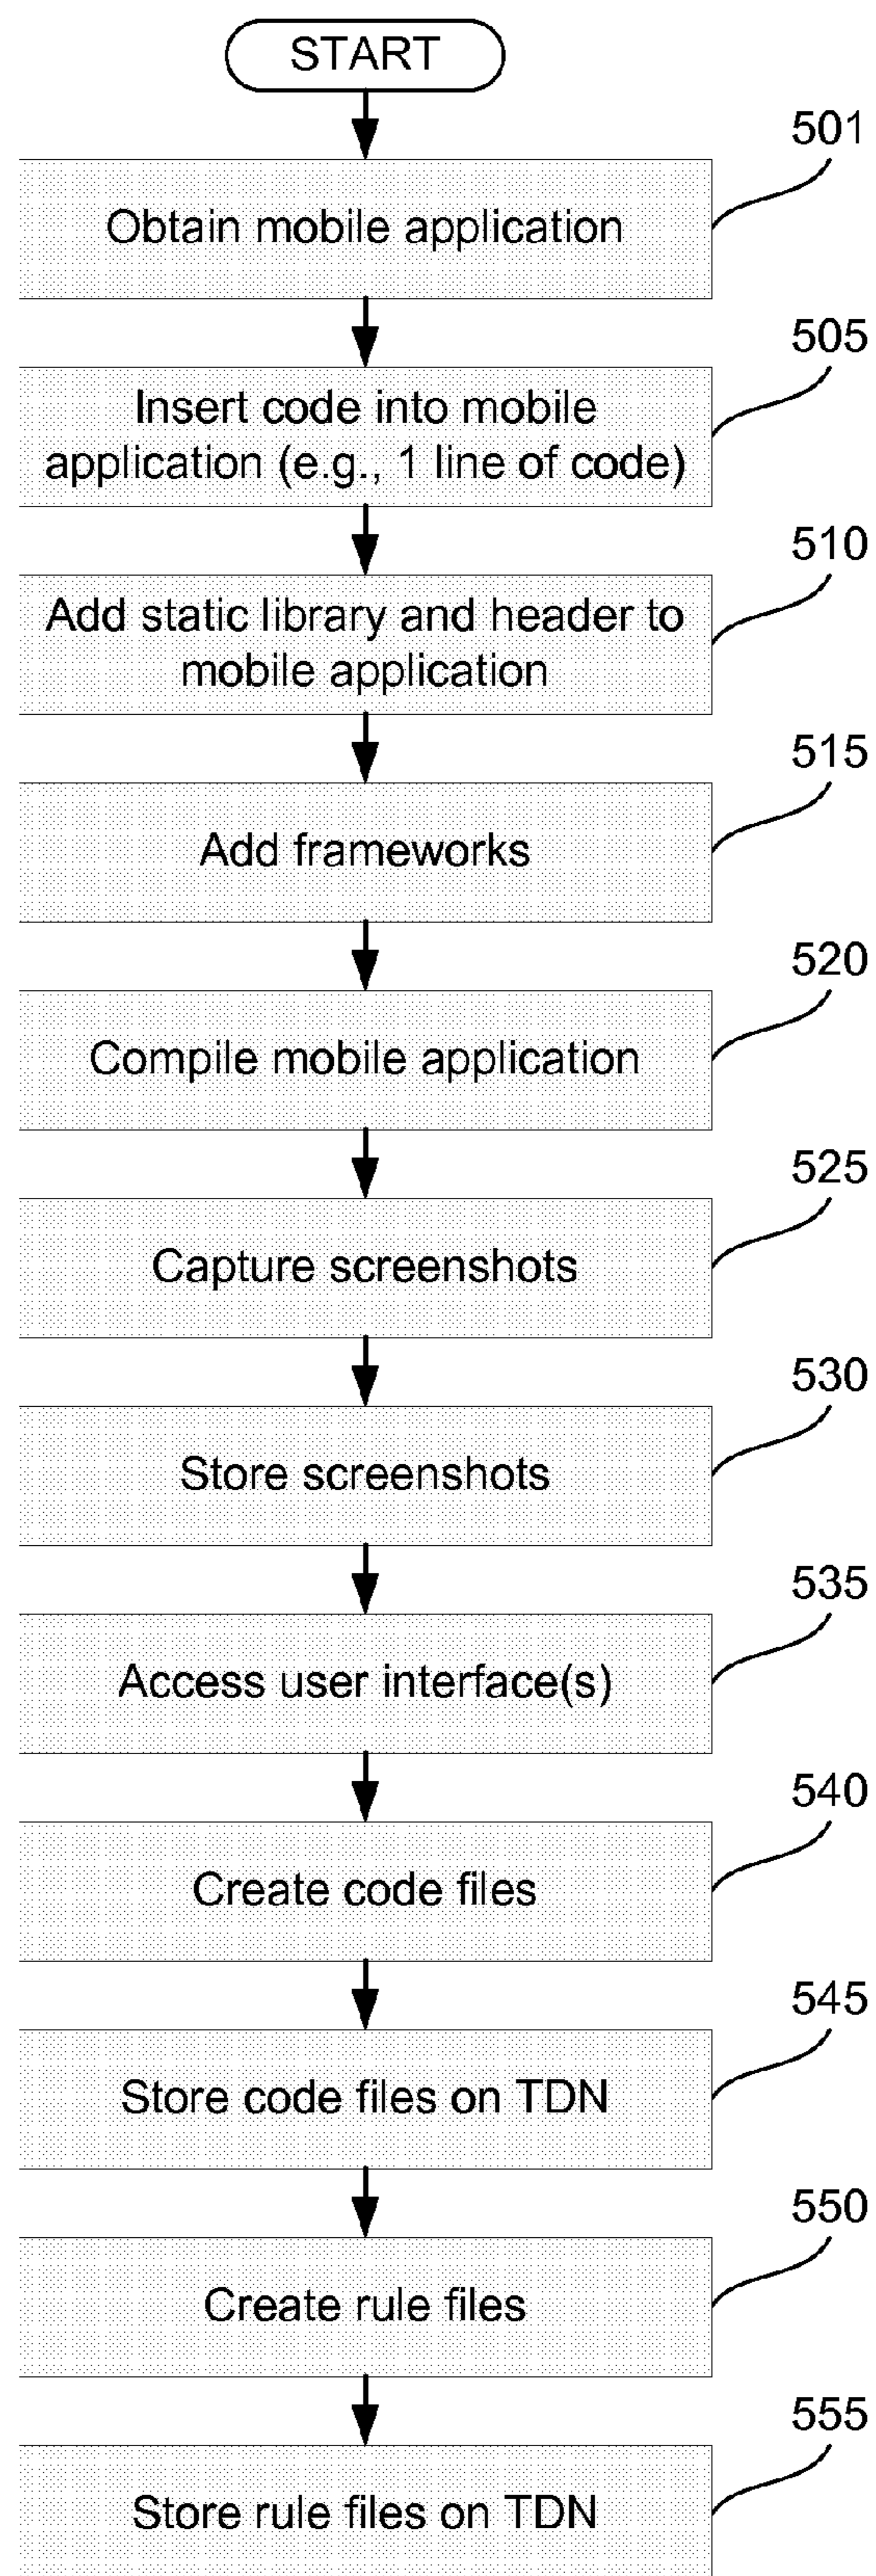 START
501
Obtain mobile application
505
Insert code into mobile
application (e.g., 1 line of code)
510
Add static library and header to
mobile application
515
Add frameworks
520
Compile mobile application
525
Capture screenshots
530
Store screenshots
535
Access user interface(s)
540
Create code files
545
Store code files on TDN
550
Create rule files
555
Store rule files on TDN